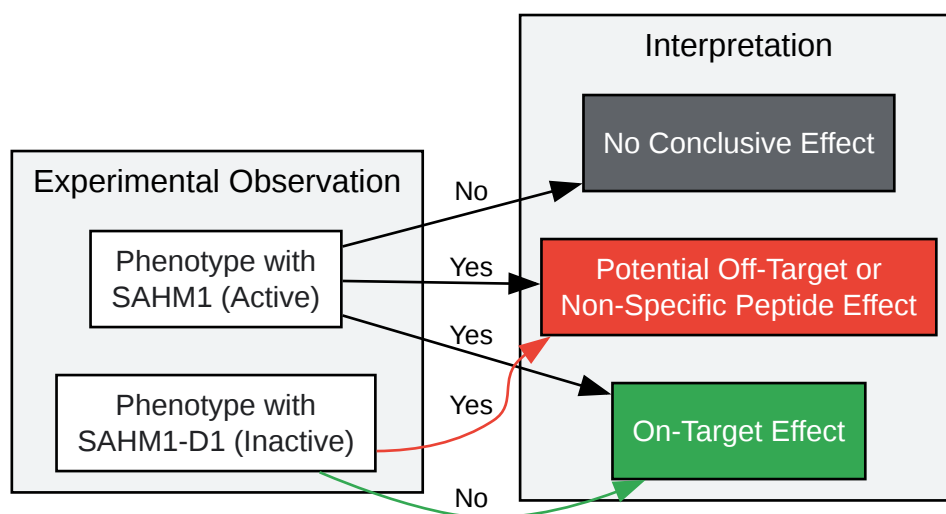 Experimental Observation
Phenotype with
SAHM1 (Active)
Phenotype with
SAHM1-D1 (Inactive)
No
Yes
Yes
Yes
No
Interpretation
No Conclusive Effect
Potential Off-Target or
Non-Specific Peptide Effect
On-Target Effect